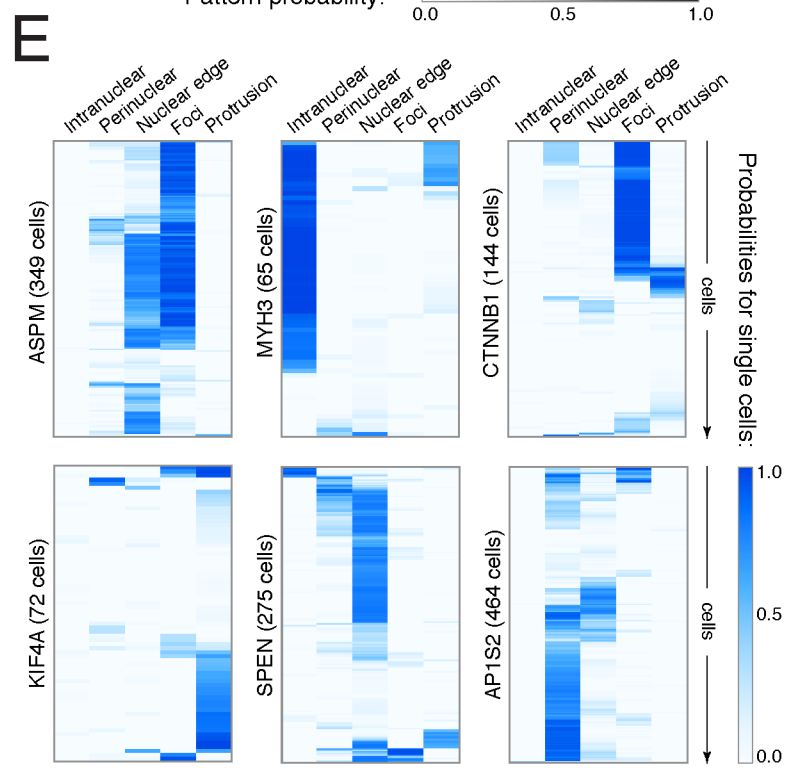 Pattern probability:
0.0 0.5 1.0
E
Intranuclear Perinuclear Nuclear edge Foci Protrusion
Intranuclear Perinuclear Nuclear edge Foci Protrusion
Intranuclear Perinuclear Nuclear edge Foci Protrusion
ASPM (349 cells)
MYH3 (65 cells)
CTNNB1 (144 cells)
cells
Probabilities for single cells:
KIF4A (72 cells)
SPEN (275 cells)
AP1S2 (464 cells)
cells
1.0
0.5
0.0